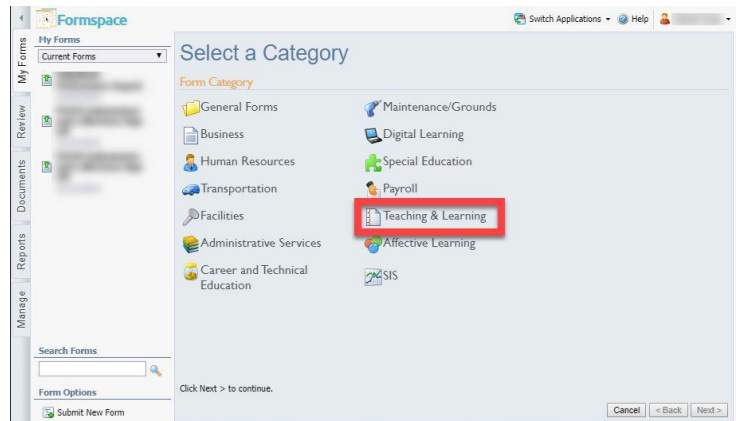 Formspace
Switch Applications
Help
My Forms
Review
Documents
Reports
Manage
My Forms
Current Forms
Search Forms
Form Options
Submit New Form
Select a Category
Form Category
General Forms
Maintenance/Grounds
Business
Digital Learning
Human Resources
Special Education
Transportation
Payroll
Facilities
Teaching & Learning
Administrative Services
Affective Learning
Career and Technical
Education
SIS
Click Next > to continue.
Cancel
< Back
Next >